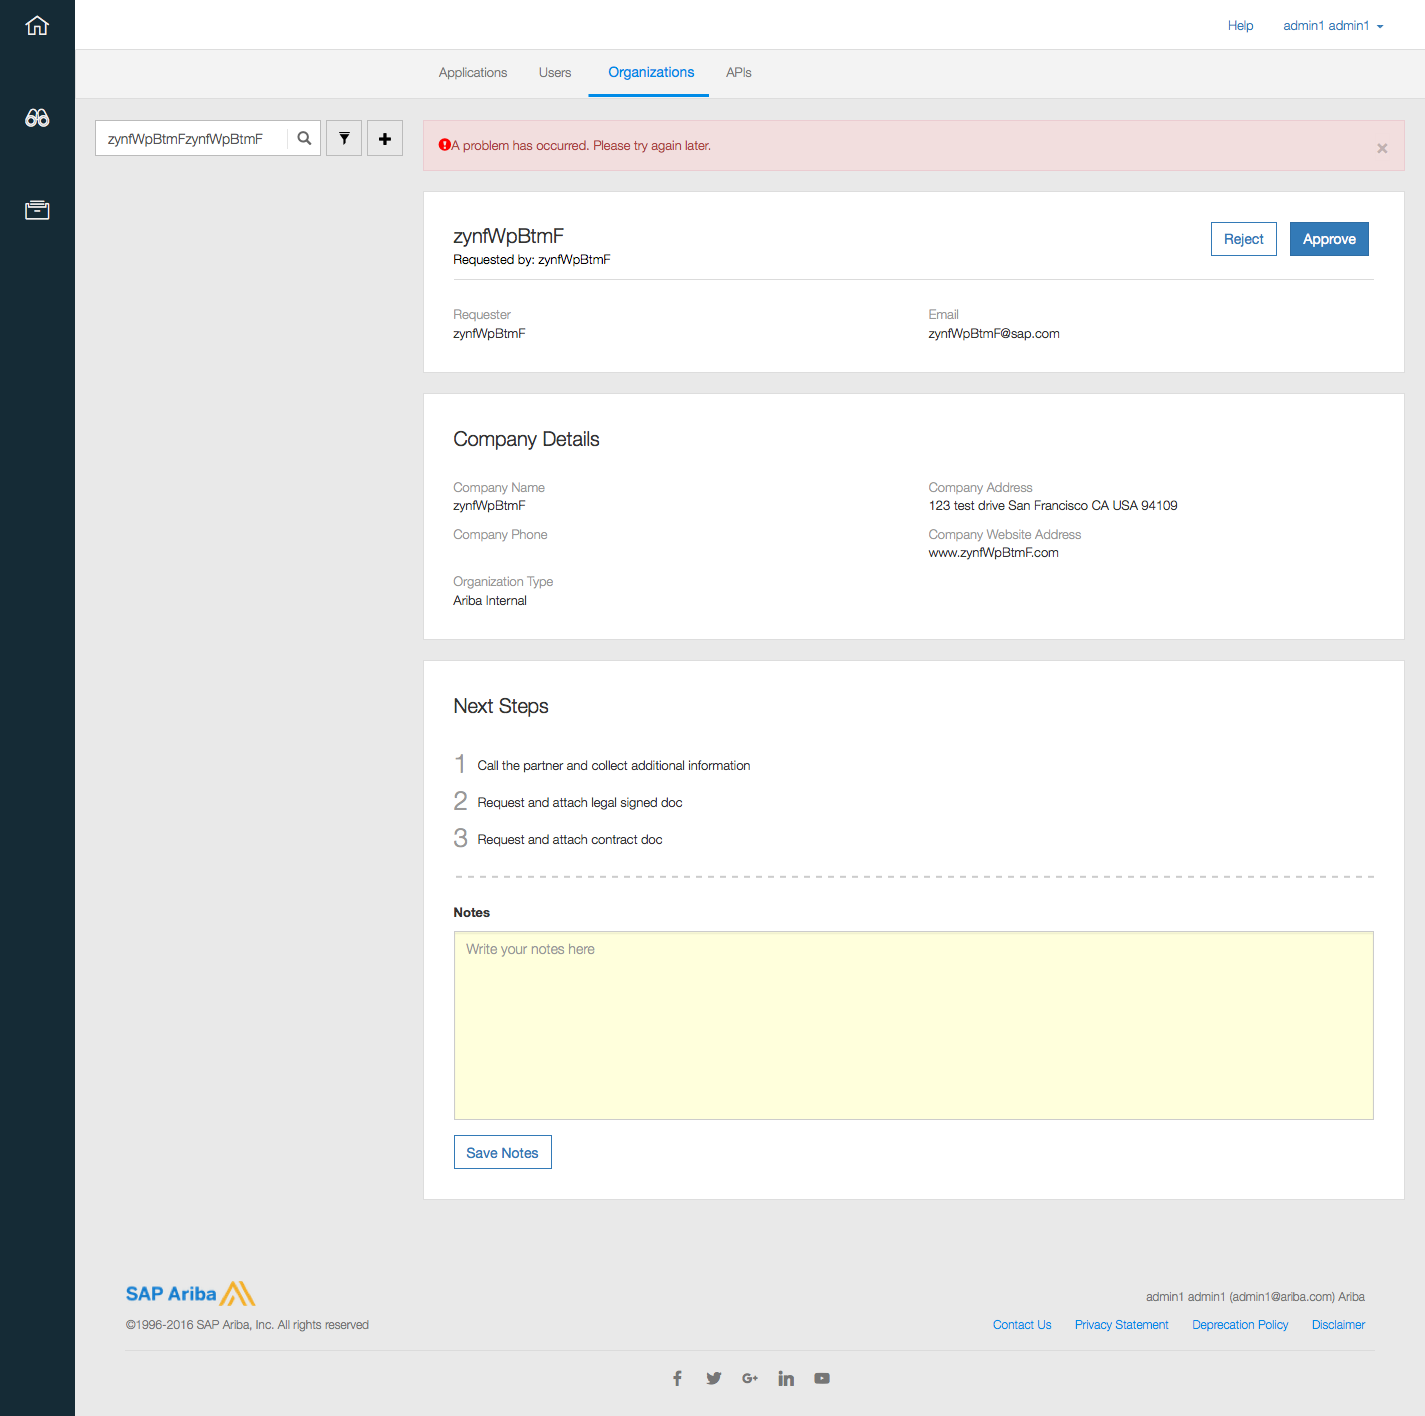 Help admin1 admin1
Applications Users Organizations APIs
zynfWpBtmFzynfWpBtmF
A problem has occurred. Please try again later.
zynfWpBtmF
Requested by: zynfWpBtmF
Reject Approve
Requester Email
zynfWpBtmF zynfWpBtmF@sap.com
Company Details
Company Name Company Address
zynfWpBtmF 123 test drive San Francisco CA USA 94109
Company Phone Company Website Address
www.zynfWpBtmF.com
Organization Type
Ariba Internal
Next Steps
1 Call the partner and collect additional information
2 Request and attach legal signed doc
3 Request and attach contract doc
Notes
Write your notes here
Save Notes
SAP Ariba
admin1 admin1 (admin1@ariba.com) Ariba
©1996-2016 SAP Ariba, Inc. All rights reserved
Contact Us Privacy Statement Deprecation Policy Disclaimer